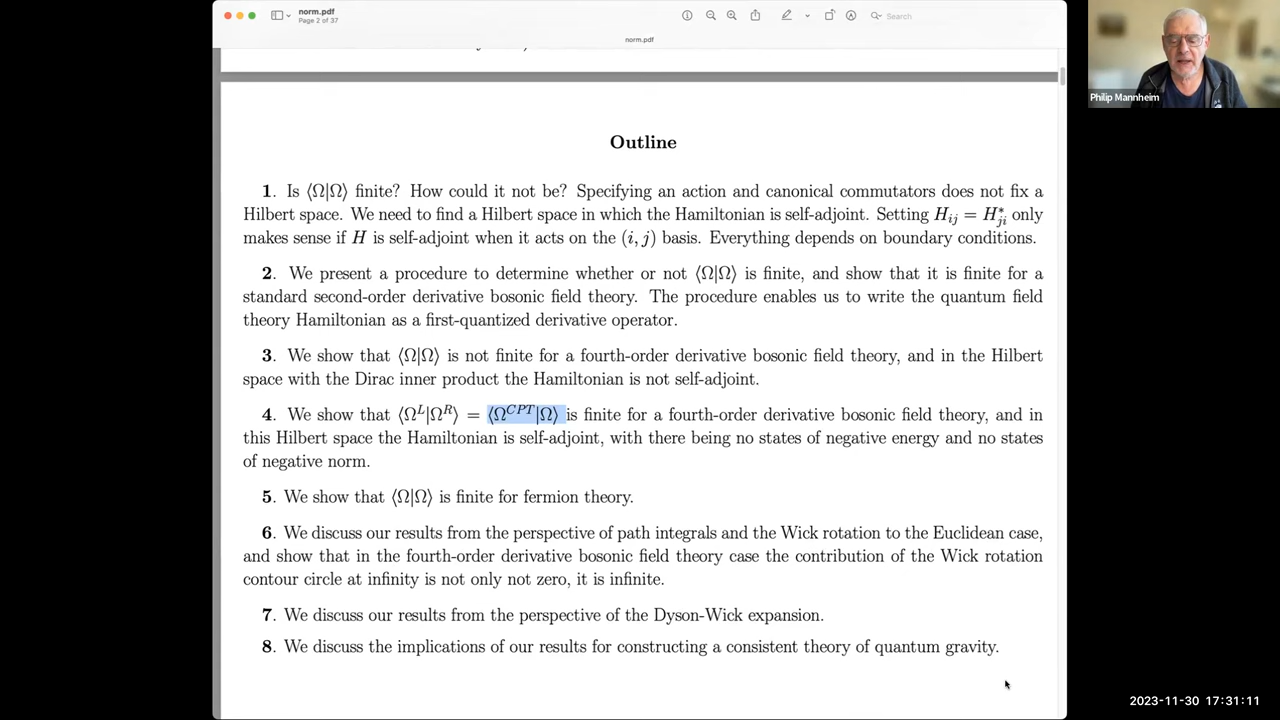 norm.pdf
Page 2 of 37
Search
norm.pdf
Philip Mannheim
Outline
1. Is ⟨Ω|Ω⟩ finite? How could it not be? Specifying an action and canonical commutators does not fix a
Hilbert space. We need to find a Hilbert space in which the Hamiltonian is self-adjoint. Setting H_{ij} = H^*_{ji} only
makes sense if H is self-adjoint when it acts on the (i, j) basis. Everything depends on boundary conditions.
2. We present a procedure to determine whether or not ⟨Ω|Ω⟩ is finite, and show that it is finite for a
standard second-order derivative bosonic field theory. The procedure enables us to write the quantum field
theory Hamiltonian as a first-quantized derivative operator.
3. We show that ⟨Ω|Ω⟩ is not finite for a fourth-order derivative bosonic field theory, and in the Hilbert
space with the Dirac inner product the Hamiltonian is not self-adjoint.
4. We show that ⟨Ω^L|Ω^R⟩ = ⟨Ω^{CPT}|Ω⟩ is finite for a fourth-order derivative bosonic field theory, and in
this Hilbert space the Hamiltonian is self-adjoint, with there being no states of negative energy and no states
of negative norm.
5. We show that ⟨Ω|Ω⟩ is finite for fermion theory.
6. We discuss our results from the perspective of path integrals and the Wick rotation to the Euclidean case,
and show that in the fourth-order derivative bosonic field theory case the contribution of the Wick rotation
contour circle at infinity is not only not zero, it is infinite.
7. We discuss our results from the perspective of the Dyson-Wick expansion.
8. We discuss the implications of our results for constructing a consistent theory of quantum gravity.
2023-11-30 17:31:11